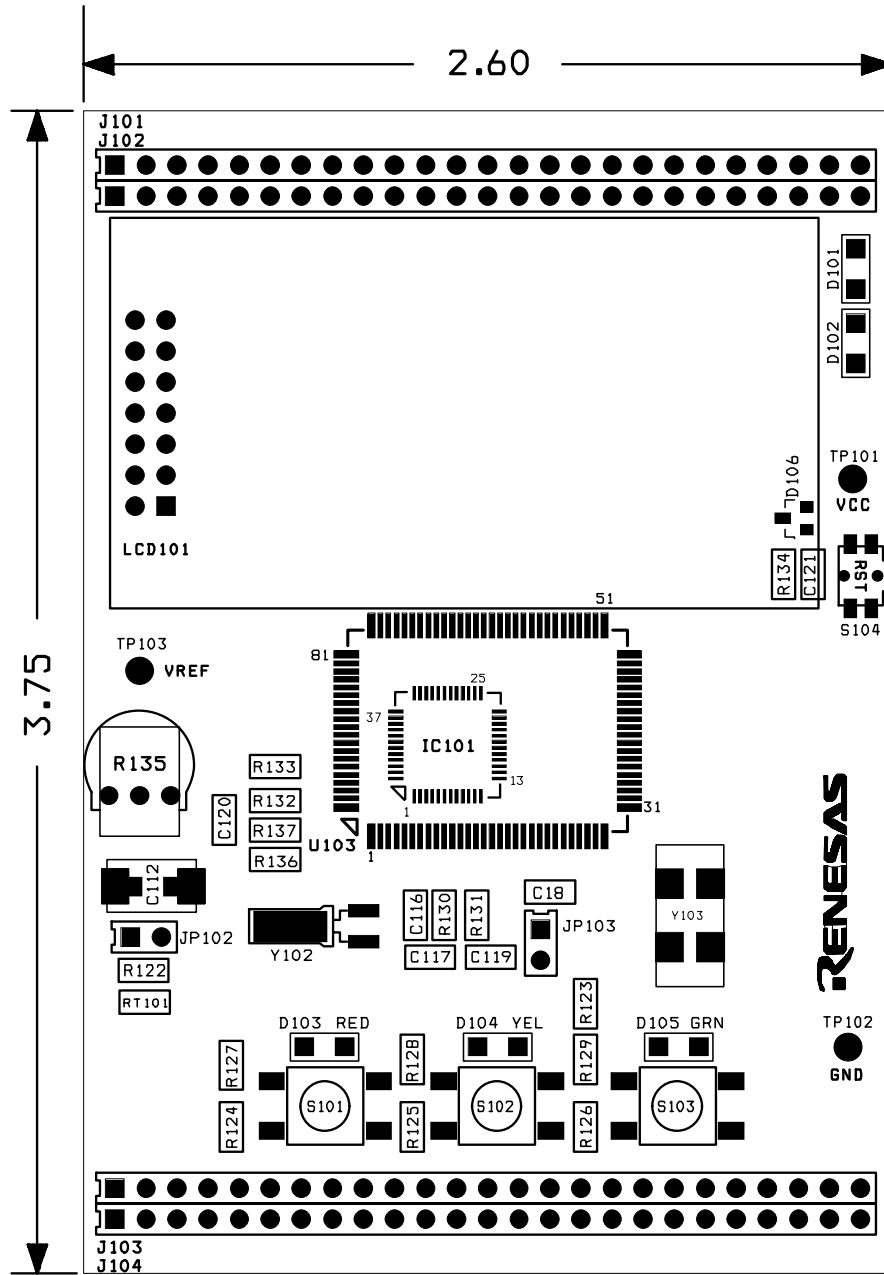 2.60
3.75
J101
J102
D101
D102
D106
TP101
VCC
LCD101
R134
C121
RST
S104
51
81
TP103
VREF
25
37
IC101
13
1
31
U103
1
R135
R133
R132
C120
R137
R136
RENESAS
C112
C116
R130
R131
C18
Y103
JP102
JP103
Y102
C117
C119
R122
RT101
R123
D103 RED
D104 YEL
D105 GRN
TP102
GND
R127
R128
R129
S101
S102
S103
R124
R125
R126
J103
J104